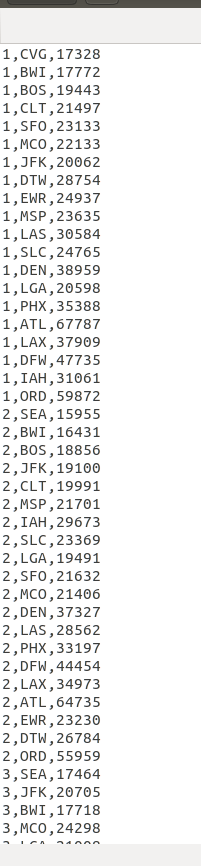 1,CVG,17328
1,BWI,17772
1,BOS,19443
1,CLT,21497
1,SFO,23133
1,MCO,22133
1,JFK,20062
1,DTW,28754
1,EWR,24937
1,MSP,23635
1,LAS,30584
1,SLC,24765
1,DEN,38959
1,LGA,20598
1,PHX,35388
1,ATL,67787
1,LAX,37909
1,DFW,47735
1,IAH,31061
1,ORD,59872
2,SEA,15955
2,BWI,16431
2,BOS,18856
2,JFK,19100
2,CLT,19991
2,MSP,21701
2,IAH,29673
2,SLC,23369
2,LGA,19491
2,SFO,21632
2,MCO,21406
2,DEN,37327
2,LAS,28562
2,PHX,33197
2,DFW,44454
2,LAX,34973
2,ATL,64735
2,EWR,23230
2,DTW,26784
2,ORD,55959
3,SEA,17464
3,JFK,20705
3,BWI,17718
3,MCO,24298